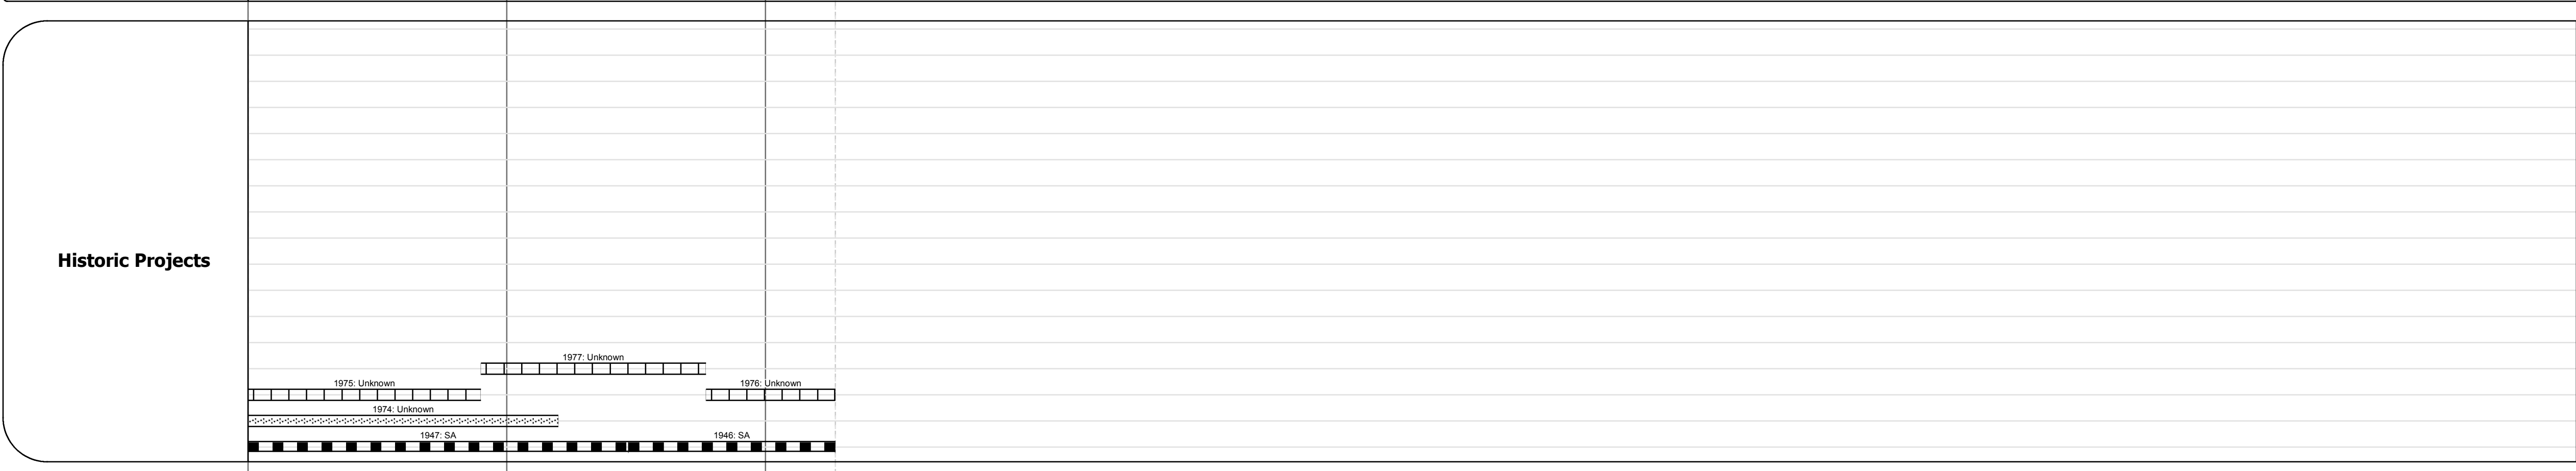 Historic Projects
1977: Unknown
1975: Unknown
1976: Unknown
1974: Unknown
1947: SA
1946: SA